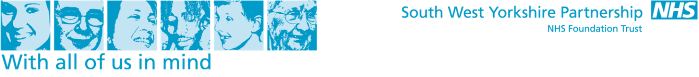 South West Yorkshire Partnership NHS
NHS Foundation Trust
With all of us in mind